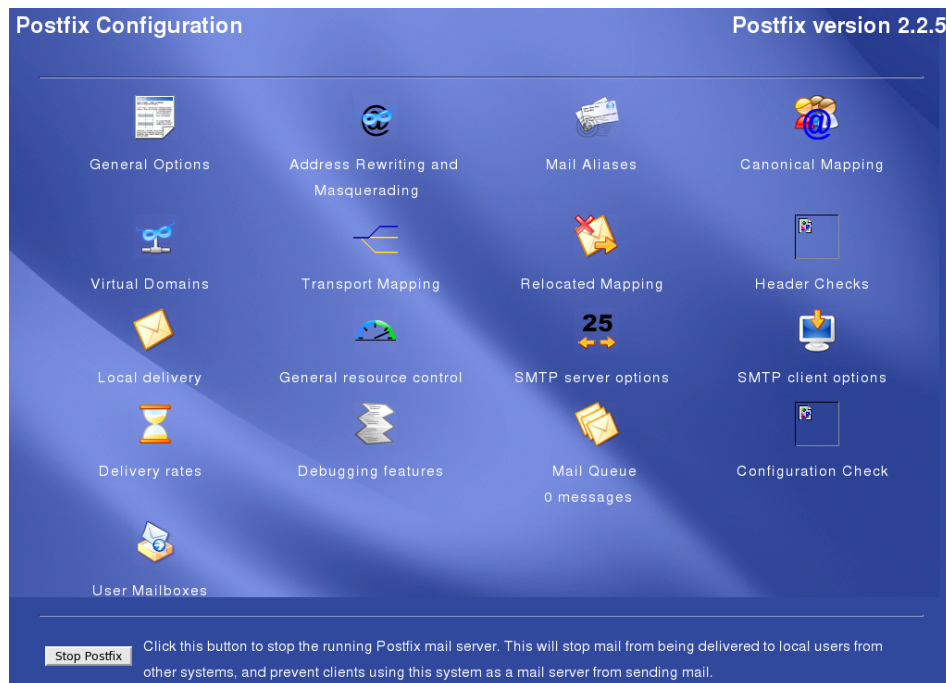 Postfix Configuration
Postfix version 2.2.5
General Options
Address Rewriting and
Masquerading
Mail Aliases
Canonical Mapping
Virtual Domains
Transport Mapping
Relocated Mapping
Header Checks
25
Local delivery
General resource control
SMTP server options
SMTP client options
Delivery rates
Debugging features
Mail Queue
0 messages
Configuration Check
User Mailboxes
Stop Postfix
Click this button to stop the running Postfix mail server. This will stop mail from being delivered to local users from
other systems, and prevent clients using this system as a mail server from sending mail.